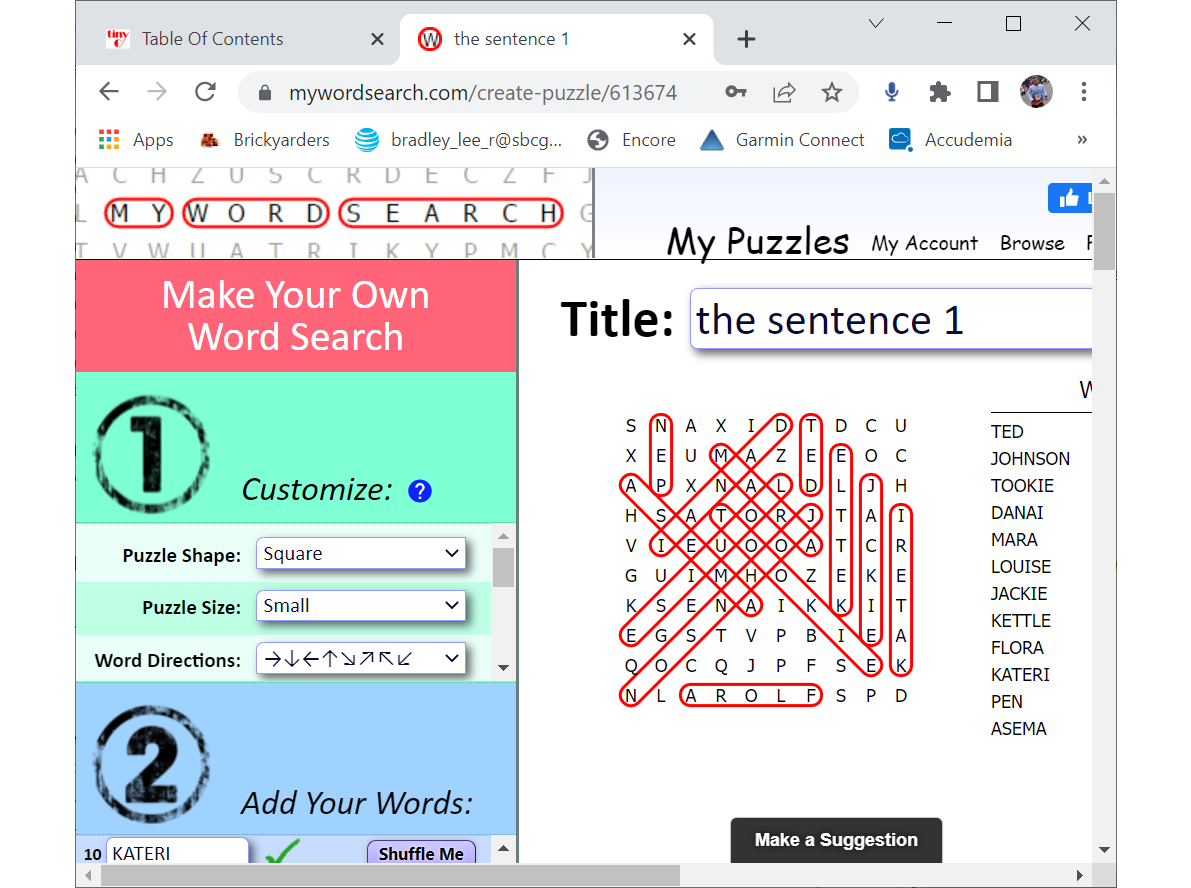 tiny Table Of Contents
W the sentence 1
mywordsearch.com/create-puzzle/613674
Apps Brickyarders bradley_lee_r@sbcg... Encore Garmin Connect Accudemia »
A C H Z U S C R D E C Z F J
L M Y W O R D S E A R C H G
T V W U A T R I K Y P M C Y
My Puzzles My Account Browse
Make Your Own
Word Search
1
Customize: ?
Puzzle Shape: Square
Puzzle Size: Small
Word Directions: →↓←↑↘↗↖↙
2
Add Your Words:
10 KATERI Shuffle Me
Title: the sentence 1
S N A X I D T D C U
X E U M A Z E E O C
A P X N A L D L J H
H S A T O R J T A I
V I E U O O A T C R
G U I M H O Z E K E
K S E N A I K K I T
E G S T V P B I E A
Q O C Q J P F S E K
N L A R O L F S P D
W
TED
JOHNSON
TOOKIE
DANAI
MARA
LOUISE
JACKIE
KETTLE
FLORA
KATERI
PEN
ASEMA
Make a Suggestion